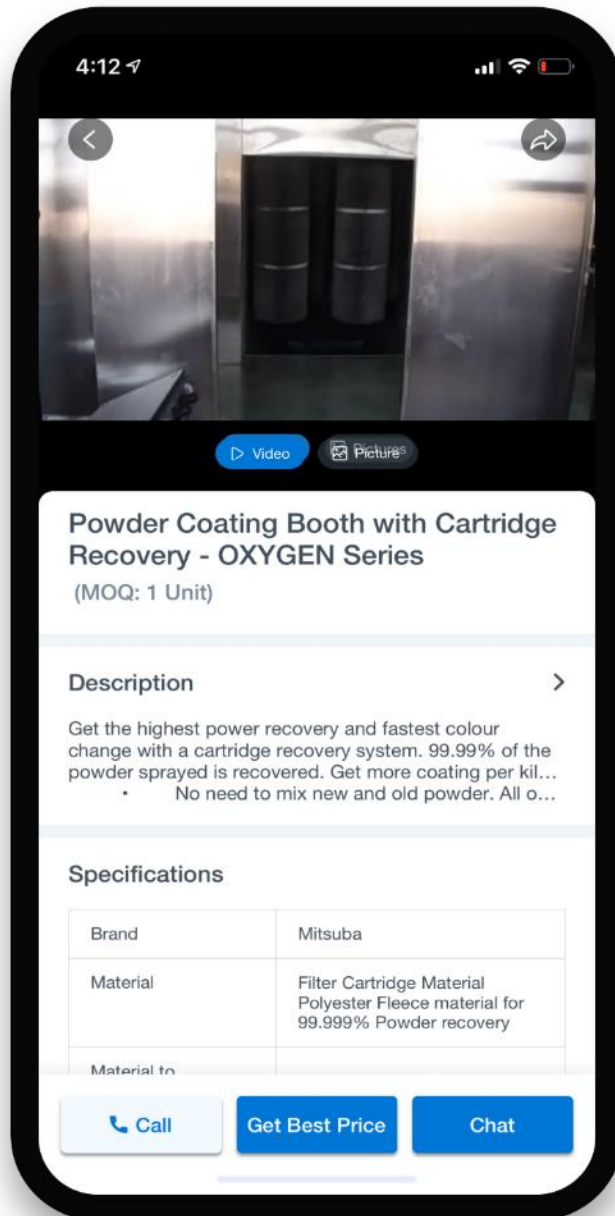 4:12
Video
Picture
Powder Coating Booth with Cartridge
Recovery - OXYGEN Series
(MOQ: 1 Unit)
Description
Get the highest power recovery and fastest colour
change with a cartridge recovery system. 99.99% of the
powder sprayed is recovered. Get more coating per kil...
• No need to mix new and old powder. All o...
Specifications
Brand Mitsuba
Material Filter Cartridge Material
Polyester Fleece material for
99.999% Powder recovery
Material to
Call
Get Best Price
Chat